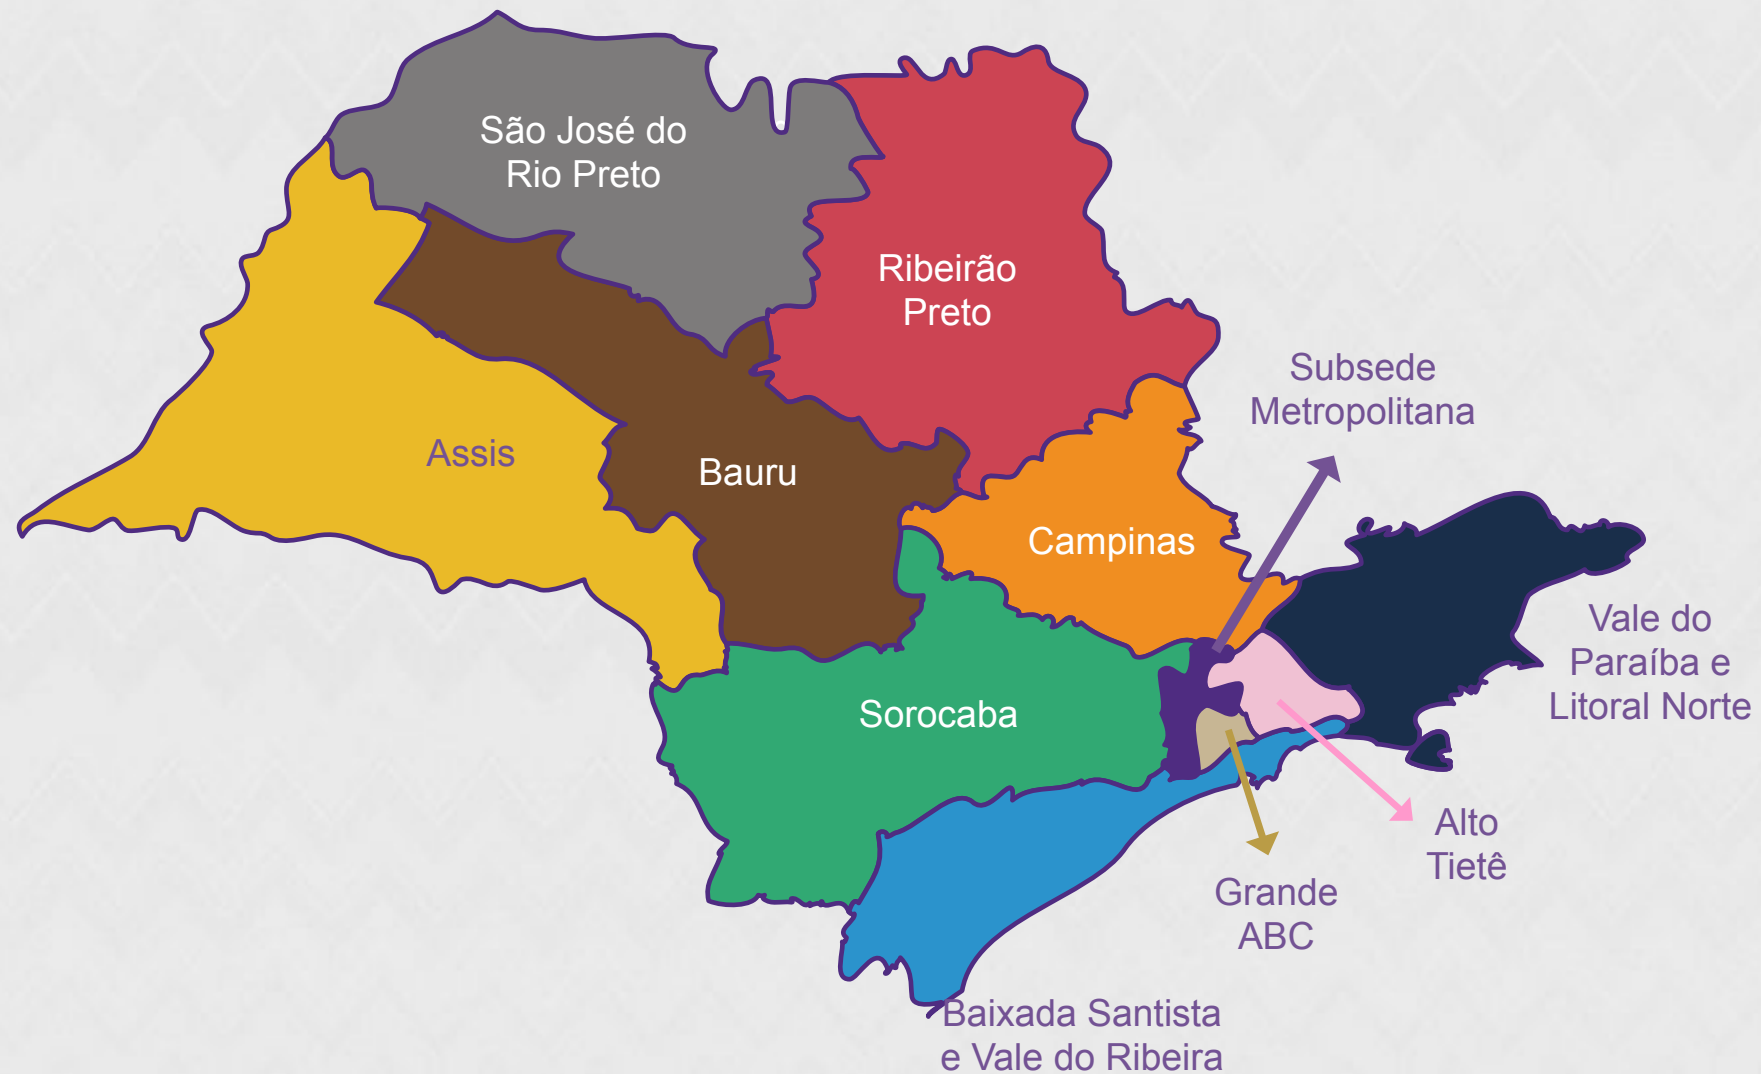 São José do
Rio Preto
Ribeirão
Preto
Subsede
Metropolitana
Assis
Bauru
Campinas
Vale do
Paraíba e
Litoral Norte
Sorocaba
Alto
Tietê
Grande
ABC
Baixada Santista
e Vale do Ribeira